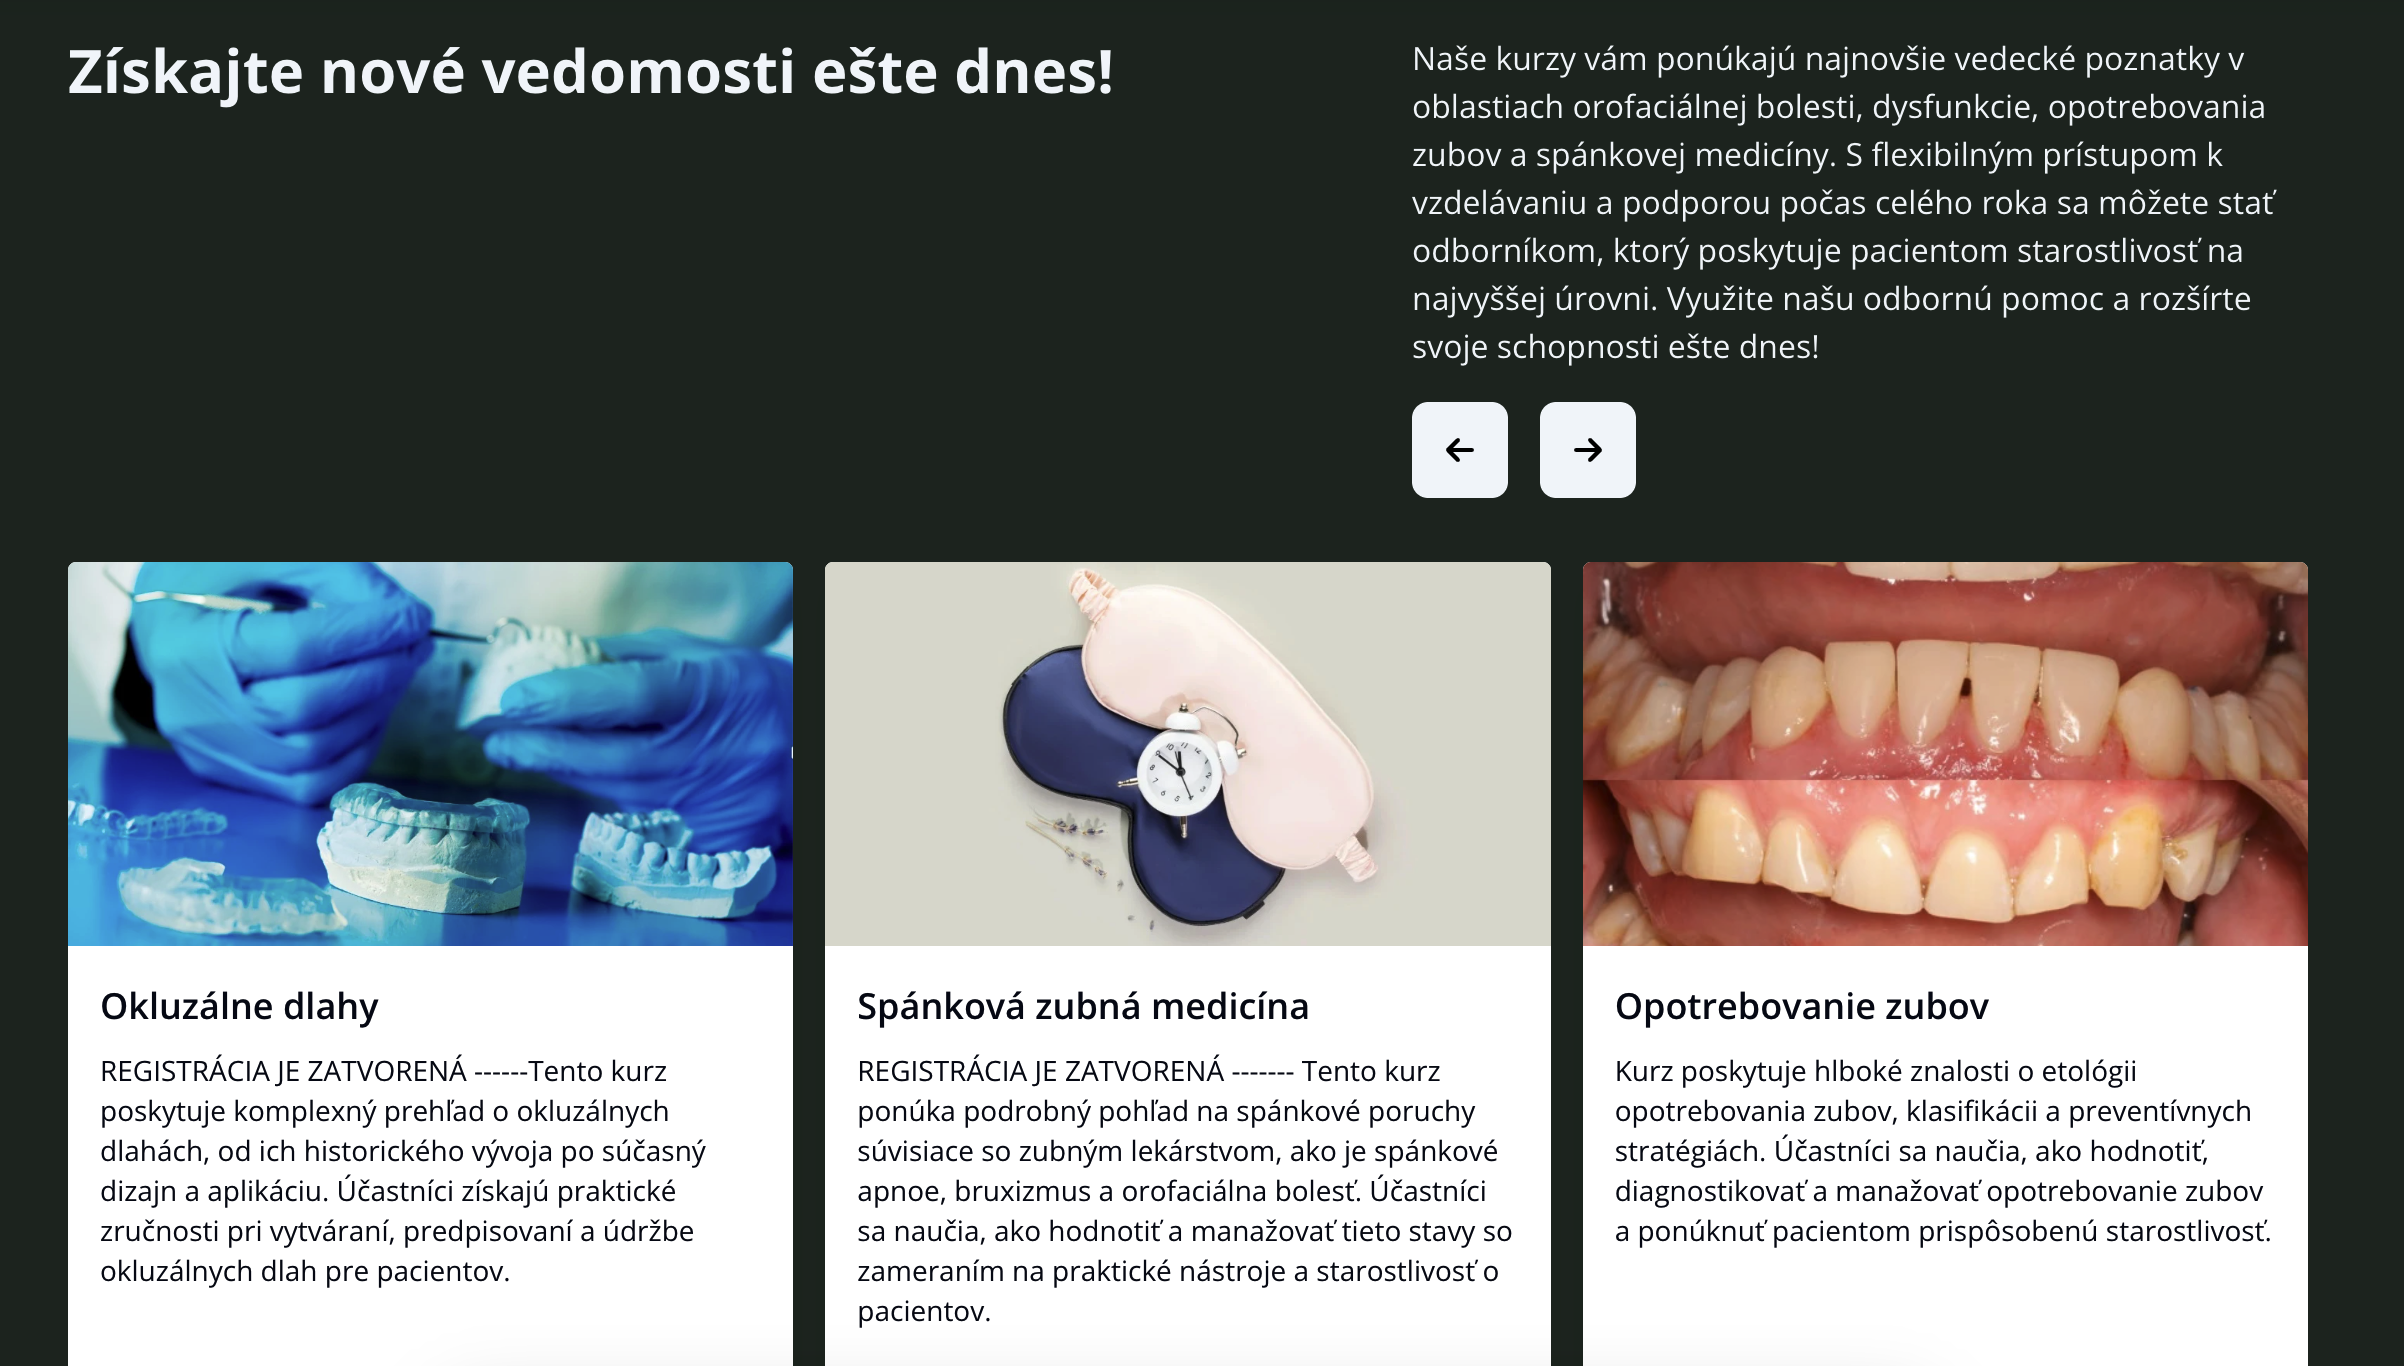 Získajte nové vedomosti ešte dnes!
Naše kurzy vám ponúkajú najnovšie vedecké poznatky v
oblastiach orofaciálnej bolesti, dysfunkcie, opotrebovania
zubov a spánkovej medicíny. S flexibilným prístupom k
vzdelávaniu a podporou počas celého roka sa môžete stať
odborníkom, ktorý poskytuje pacientom starostlivosť na
najvyššej úrovni. Využite našu odbornú pomoc a rozšírte
svoje schopnosti ešte dnes!
Okluzálne dlahy
REGISTRÁCIA JE ZATVORENÁ ------Tento kurz
poskytuje komplexný prehľad o okluzálnych
dlahách, od ich historického vývoja po súčasný
dizajn a aplikáciu. Účastníci získajú praktické
zručnosti pri vytváraní, predpisovaní a údržbe
okluzálnych dlah pre pacientov.
Spánková zubná medicína
REGISTRÁCIA JE ZATVORENÁ ------- Tento kurz
ponúka podrobný pohľad na spánkové poruchy
súvisiace so zubným lekárstvom, ako je spánkové
apnoe, bruxizmus a orofaciálna bolesť. Účastníci
sa naučia, ako hodnotiť a manažovať tieto stavy so
zameraním na praktické nástroje a starostlivosť o
pacientov.
Opotrebovanie zubov
Kurz poskytuje hlboké znalosti o etológii
opotrebovania zubov, klasifikácii a preventívnych
stratégiách. Účastníci sa naučia, ako hodnotiť,
diagnostikovať a manažovať opotrebovanie zubov
a ponúknuť pacientom prispôsobenú starostlivosť.